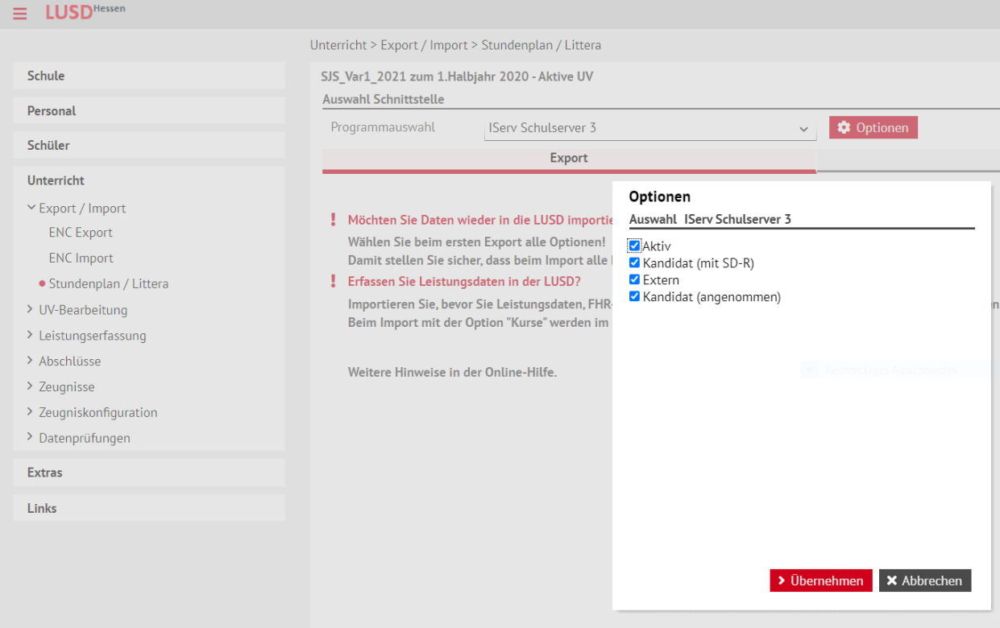 LUSD Hessen
Unterricht > Export / Import > Stundenplan / Littera
Schule
Personal
Schüler
Unterricht
Export / Import
ENC Export
ENC Import
Stundenplan / Littera
UV-Bearbeitung
Leistungserfassung
Abschlüsse
Zeugnisse
Zeugniskonfiguration
Datenprüfungen
Extras
Links
SJS_Var1_2021 zum 1.Halbjahr 2020 - Aktive UV
Auswahl Schnittstelle
Programmauswahl IServ Schulserver 3 Optionen
Export
! Möchten Sie Daten wieder in die LUSD
Wählen Sie beim ersten Export alle Optionen!
Damit stellen Sie sicher, dass beim Import alle
! Erfassen Sie Leistungsdaten in der LUSD?
Importieren Sie, bevor Sie Leistungsdaten, FHR-
Beim Import mit der Option "Kurse" werden im
Weitere Hinweise in der Online-Hilfe.
Optionen
Auswahl IServ Schulserver 3
Aktiv
Kandidat (mit SD-R)
Extern
Kandidat (angenommen)
Rechteckiges Ausschneiden
Übernehmen Abbrechen